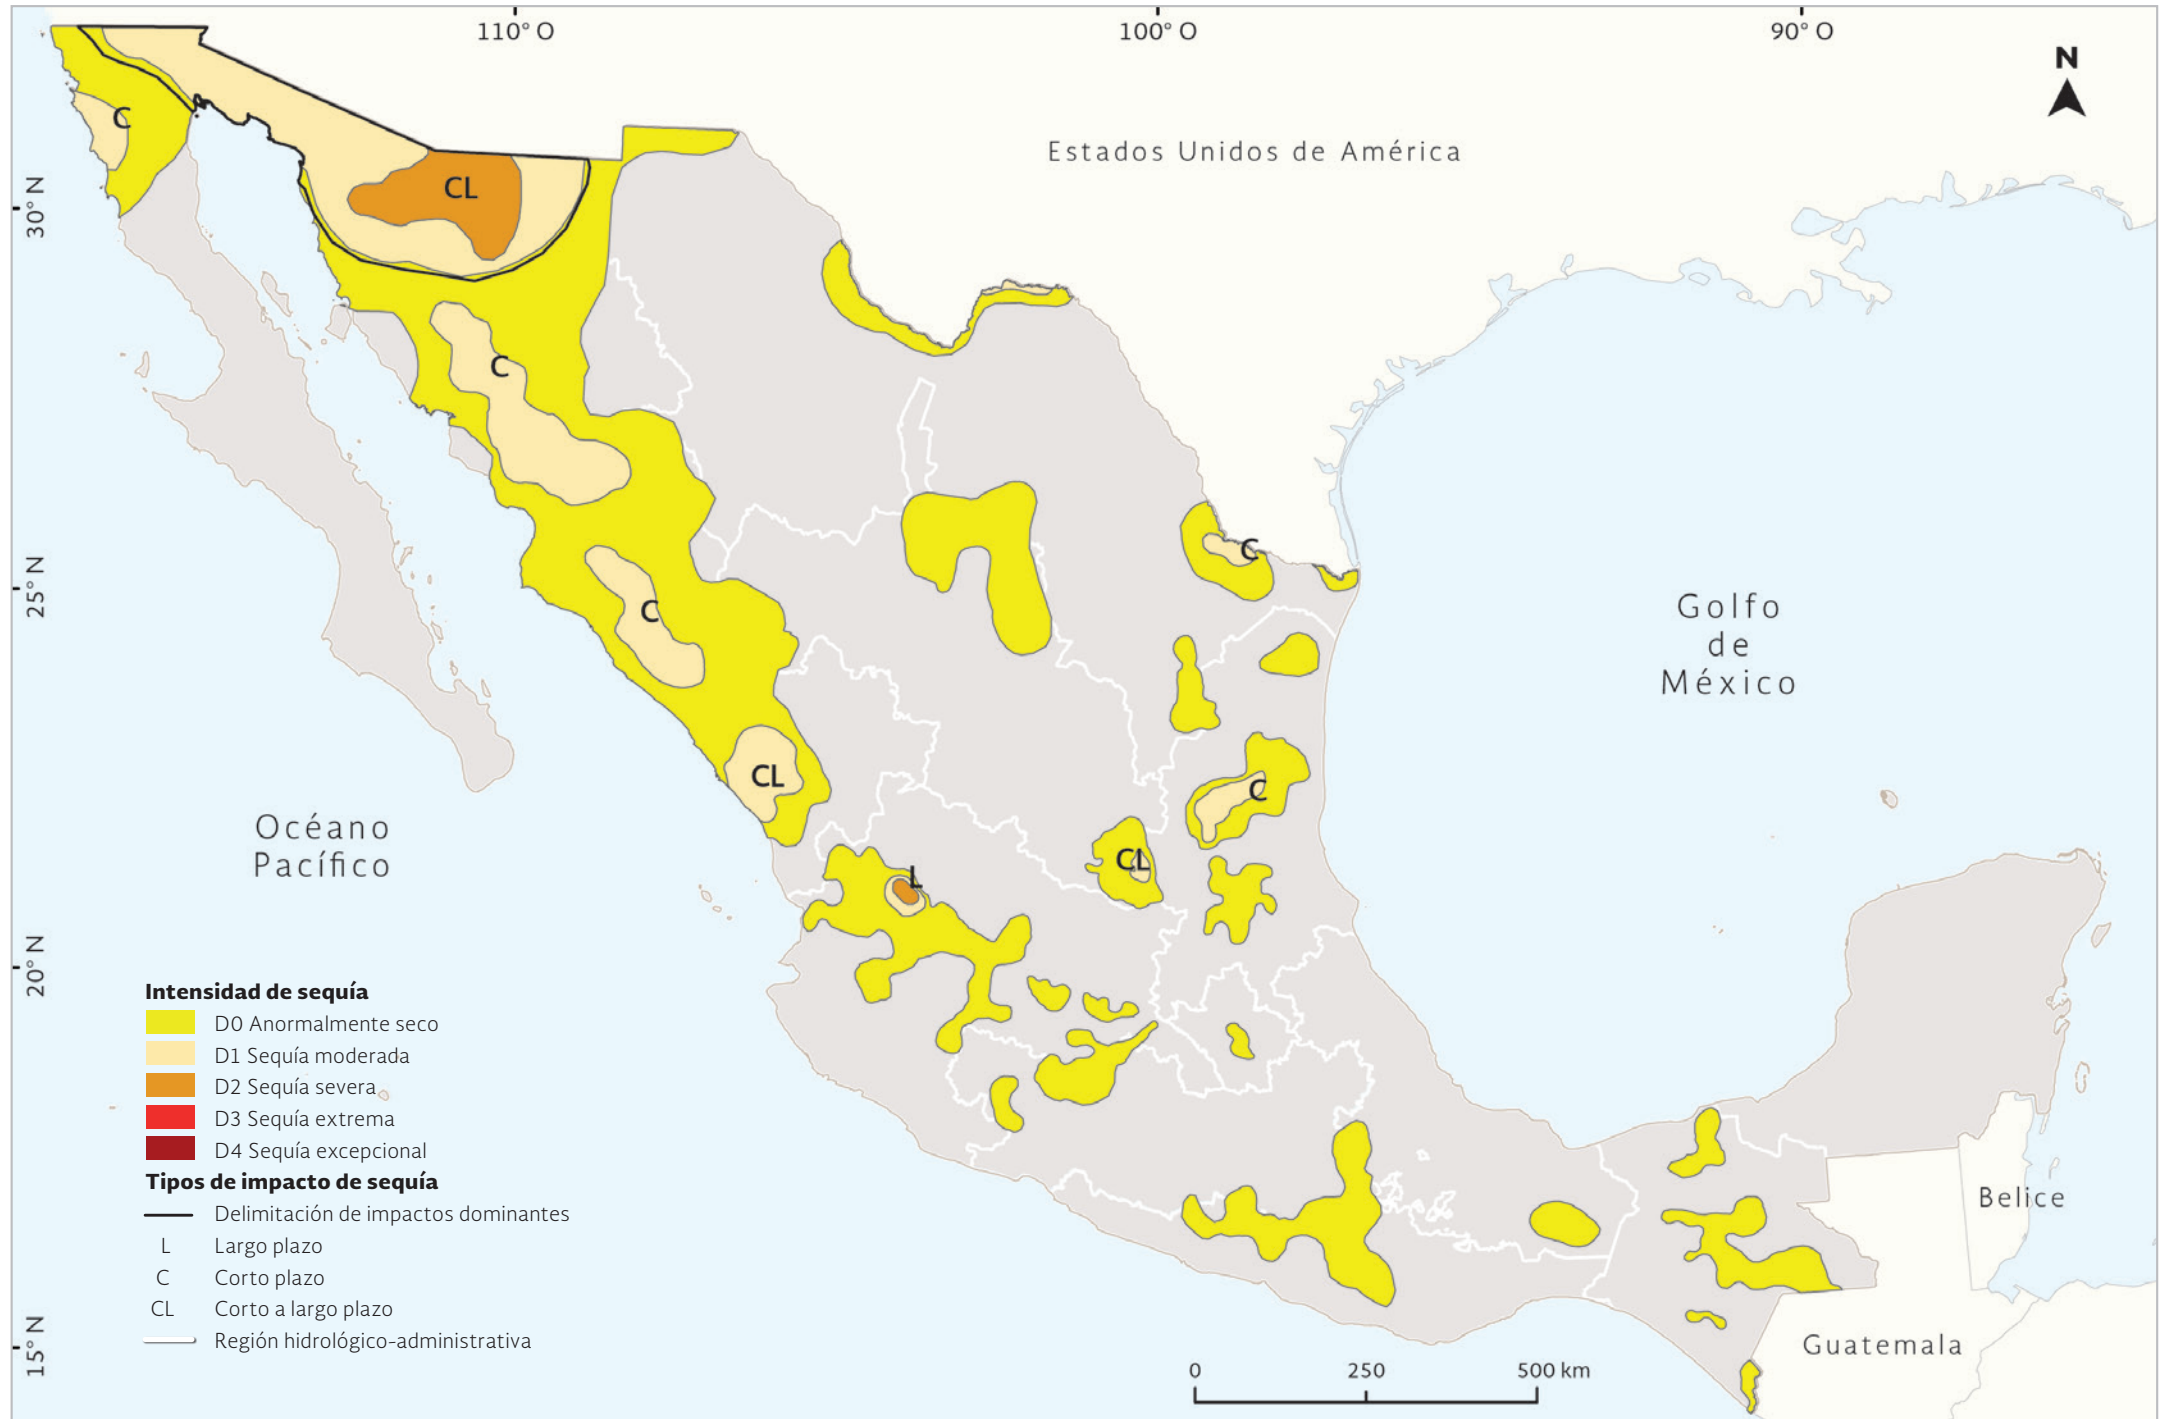 110° O
100° O
90° O
N
Estados Unidos de América
30° N
25° N
20° N
15° N
C
CL
C
C
CL
L
CL
C
C
Golfo
de
México
Océano
Pacífico
Belice
Guatemala
Intensidad de sequía
D0 Anormalmente seco
D1 Sequía moderada
D2 Sequía severa
D3 Sequía extrema
D4 Sequía excepcional
Tipos de impacto de sequía
Delimitación de impactos dominantes
L Largo plazo
C Corto plazo
CL Corto a largo plazo
Región hidrológico-administrativa
0 250 500 km